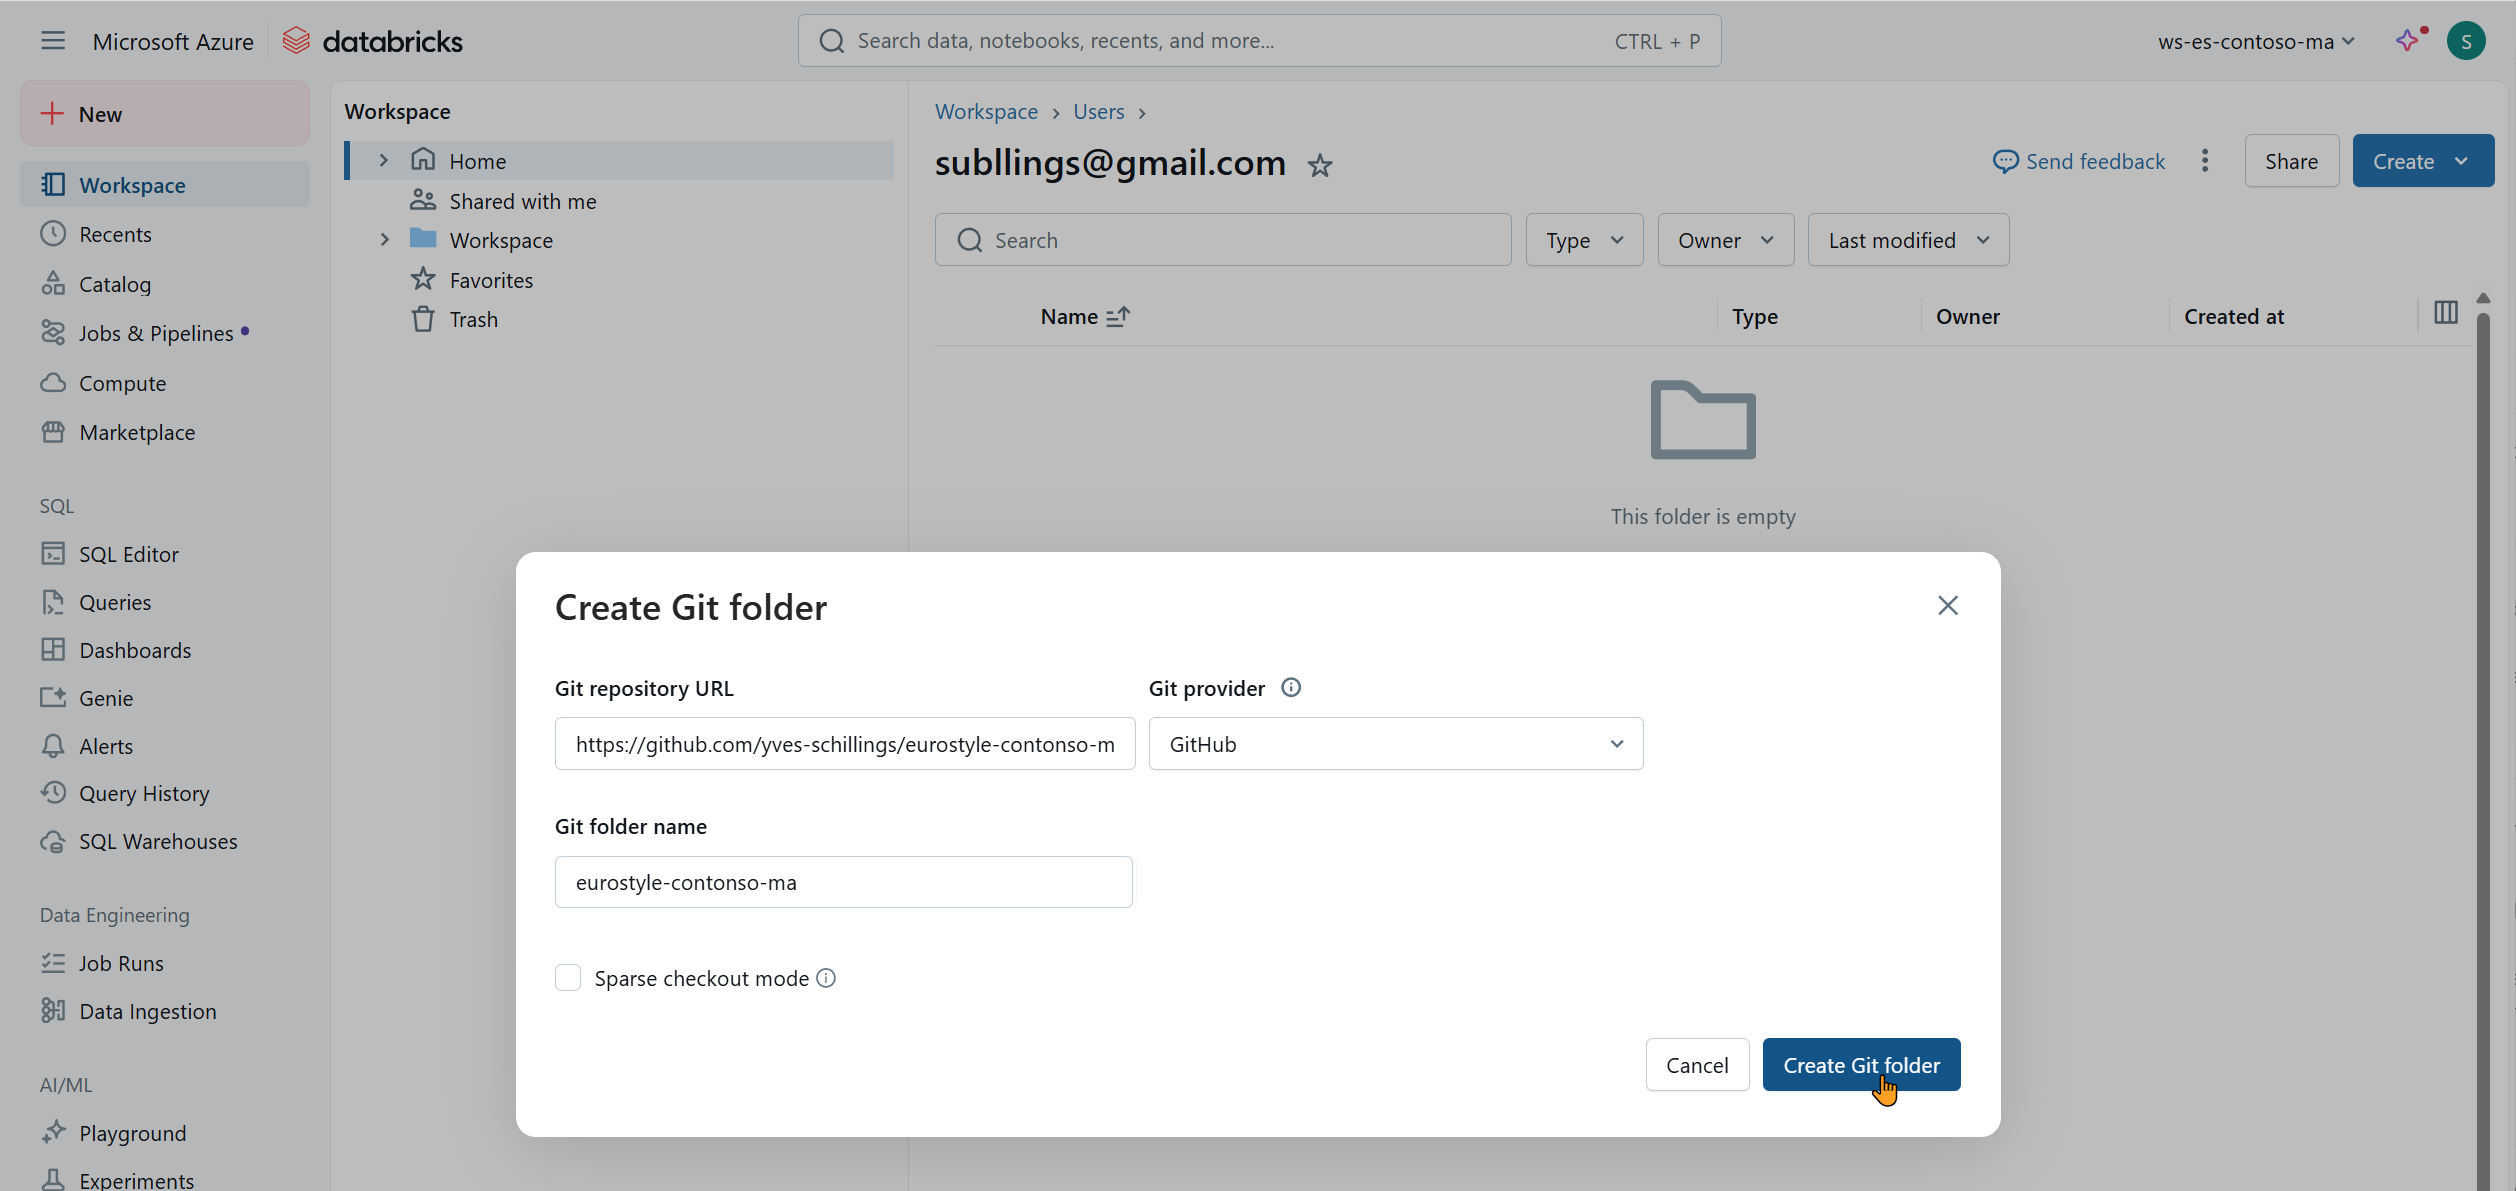 Microsoft Azure databricks
Search data, notebooks, recents, and more... CTRL + P
ws-es-contoso-ma
S
New
Workspace
Recents
Catalog
Jobs & Pipelines
Compute
Marketplace
SQL
SQL Editor
Queries
Dashboards
Genie
Alerts
Query History
SQL Warehouses
Data Engineering
Job Runs
Data Ingestion
AI/ML
Playground
Experiments
Workspace
Home
Shared with me
Workspace
Favorites
Trash
Workspace > Users >
subllings@gmail.com
Send feedback
Share
Create
Search
Type
Owner
Last modified
Name Type Owner Created at
This folder is empty
Create Git folder
Git repository URL
https://github.com/yves-schillings/eurostyle-contonso-m
Git provider
GitHub
Git folder name
eurostyle-contonso-ma
Sparse checkout mode
Cancel
Create Git folder